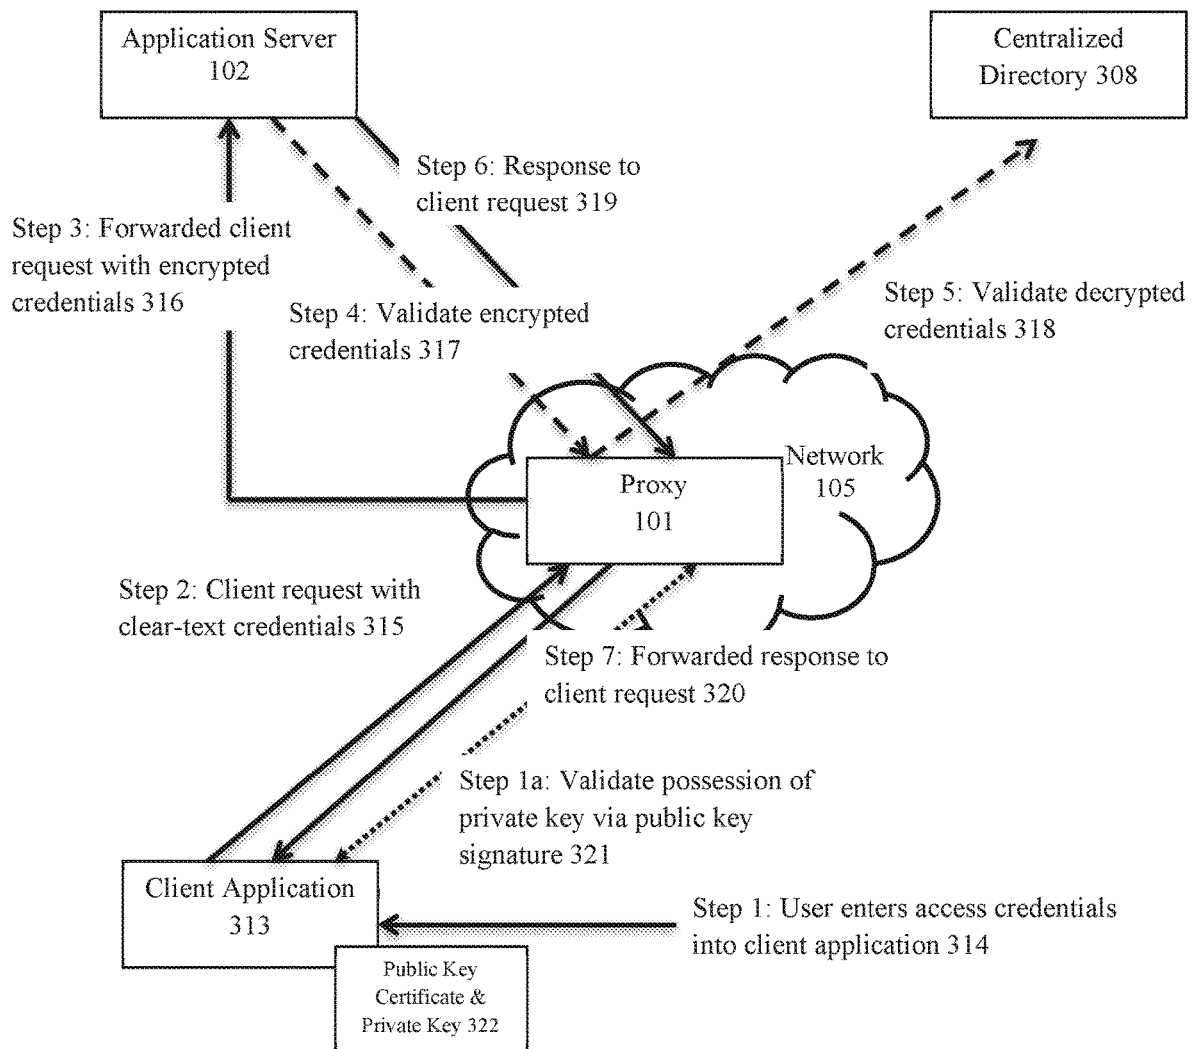 Application Server
102
Centralized
Directory 308
Step 6: Response to
client request 319
Step 3: Forwarded client
request with encrypted
credentials 316
Step 4: Validate encrypted
credentials 317
Step 5: Validate decrypted
credentials 318
Network
105
Proxy
101
Step 2: Client request with
clear-text credentials 315
Step 7: Forwarded response to
client request 320
Step 1a: Validate possession of
private key via public key
signature 321
Client Application
313
Step 1: User enters access credentials
into client application 314
Public Key
Certificate &
Private Key 322